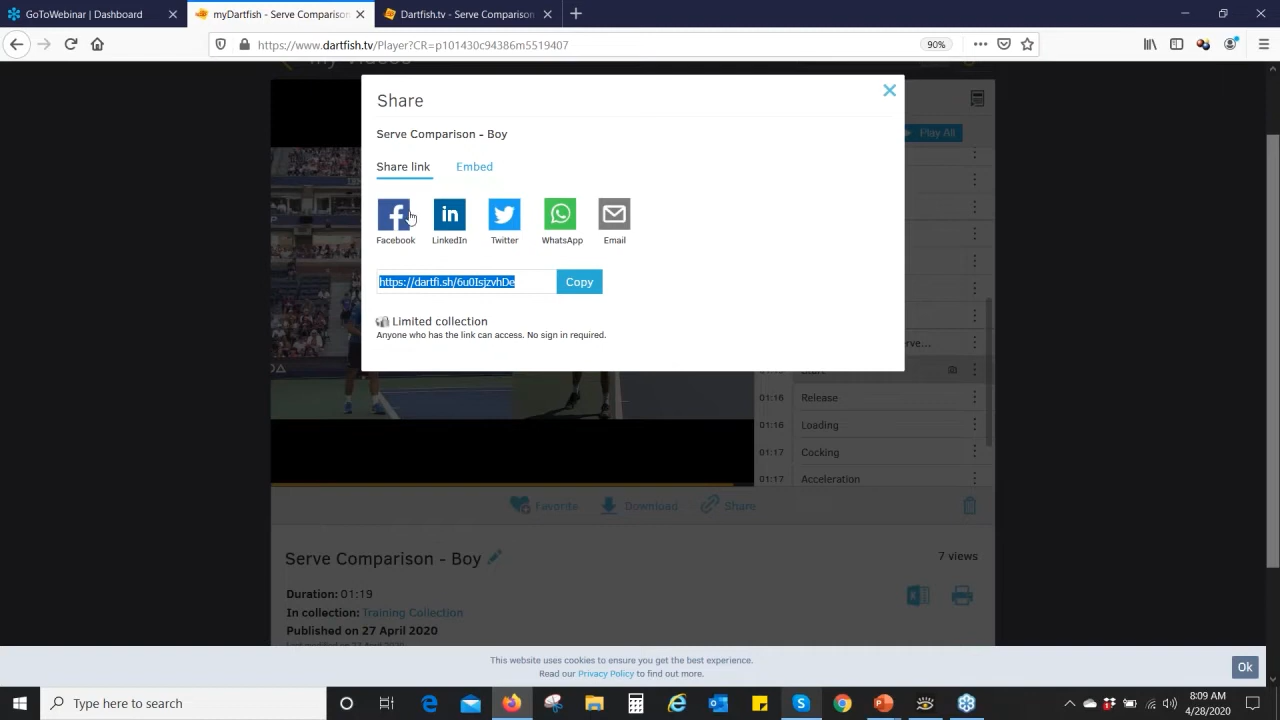 GoToWebinar | Dashboard
myDartfish - Serve Comparison
Dartfish.tv - Serve Comparison
https://www.dartfish.tv/Player?CR=p101430c94386m5519407
90%
Share
Serve Comparison - Boy
Share link
Embed
Facebook
LinkedIn
Twitter
WhatsApp
Email
https://dartfi.sh/6u0IsjzvhDe
Copy
Limited collection
Anyone who has the link can access. No sign in required.
Play All
01:16 Release
01:16 Loading
01:17 Cocking
01:17 Acceleration
Favorite
Download
Share
Serve Comparison - Boy
7 views
Duration: 01:19
In collection: Training Collection
Published on 27 April 2020
This website uses cookies to ensure you get the best experience.
Read our Privacy Policy to find out more.
Ok
Type here to search
8:09 AM
4/28/2020